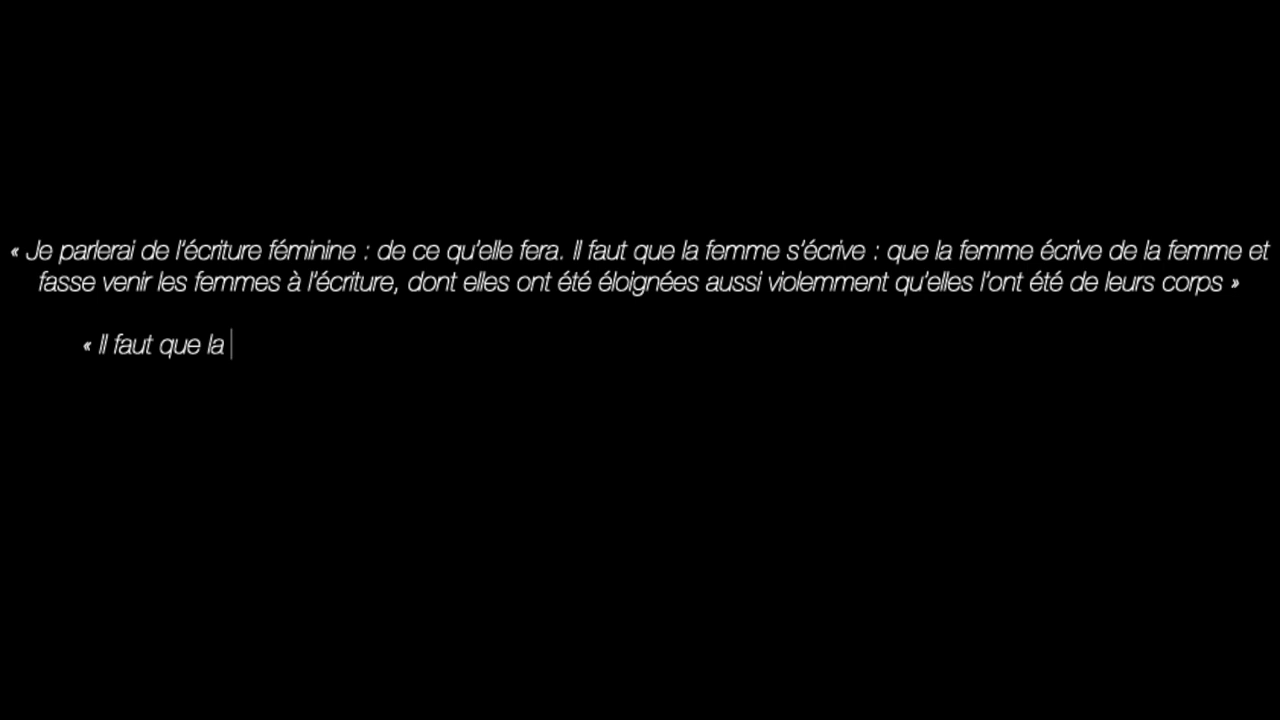 « Je parlerai de l'écriture féminine : de ce qu'elle fera. Il faut que la femme s'écrive : que la femme écrive de la femme et
fasse venir les femmes à l'écriture, dont elles ont été éloignées aussi violemment qu'elles l'ont été de leurs corps »
« Il faut que la